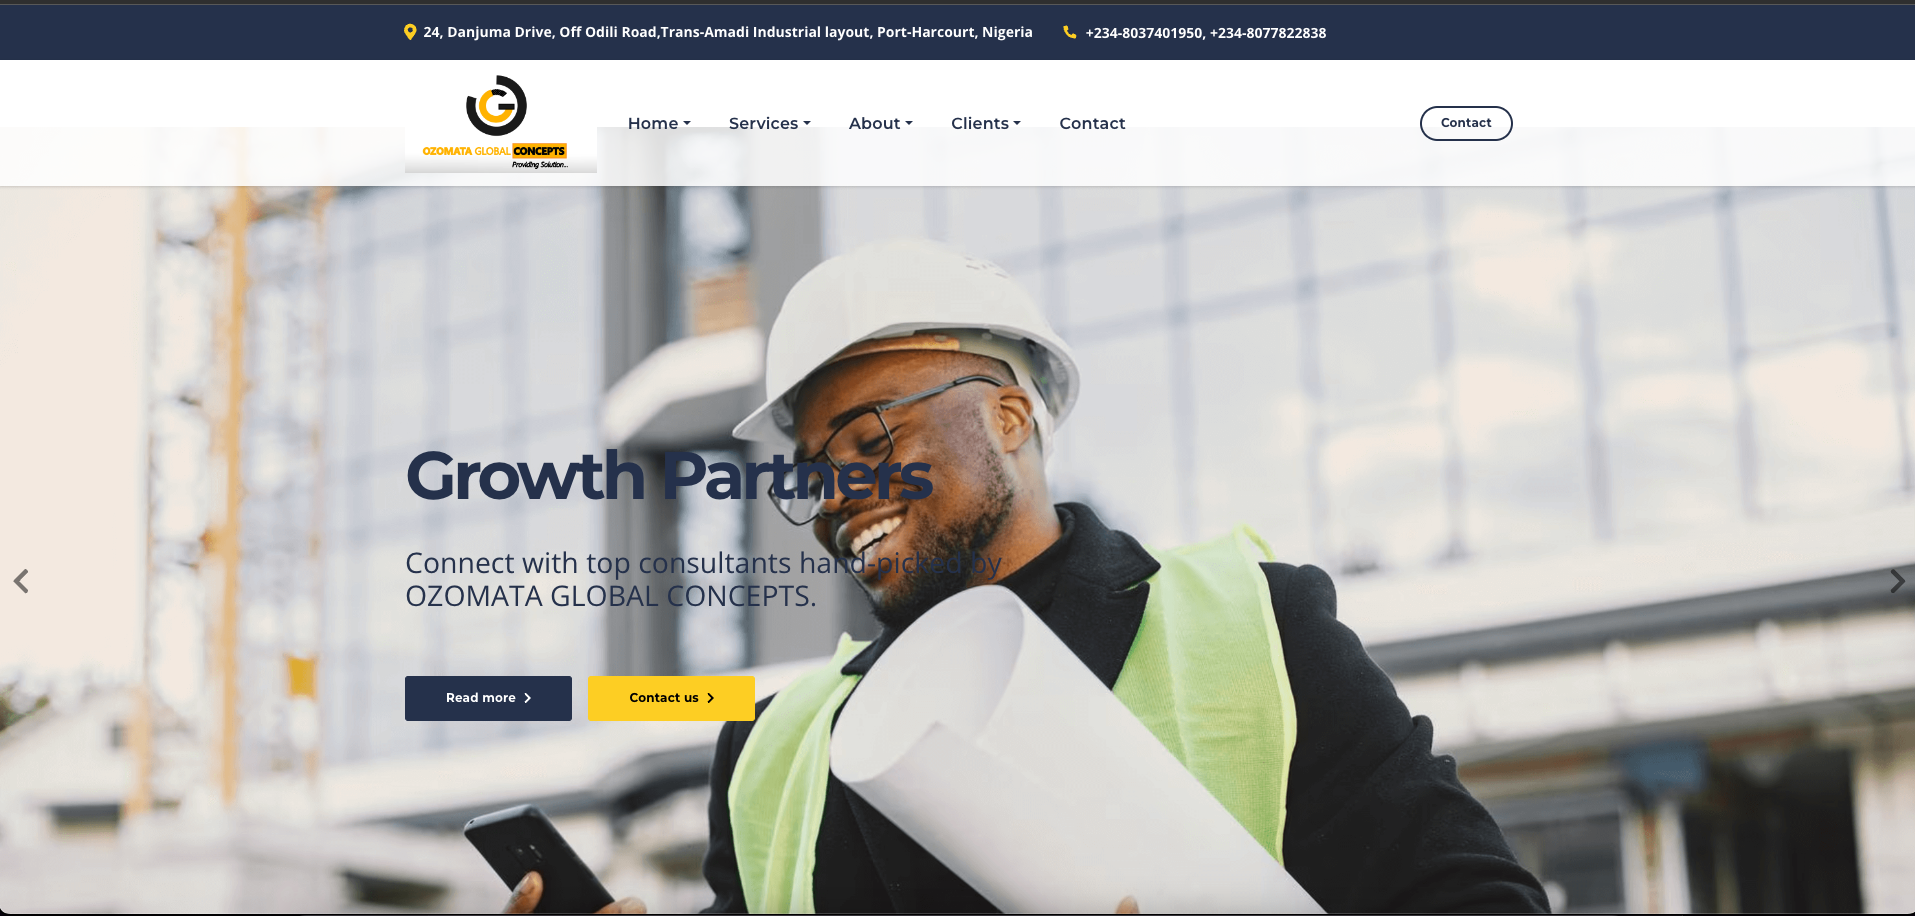 24, Danjuma Drive, Off Odili Road,Trans-Amadi Industrial layout, Port-Harcourt, Nigeria
+234-8037401950, +234-8077822838
OZOMATA GLOBAL CONCEPTS
Providing Solution...
Home
Services
About
Clients
Contact
Contact
Growth Partners
Connect with top consultants hand-picked by
OZOMATA GLOBAL CONCEPTS.
Read more
Contact us